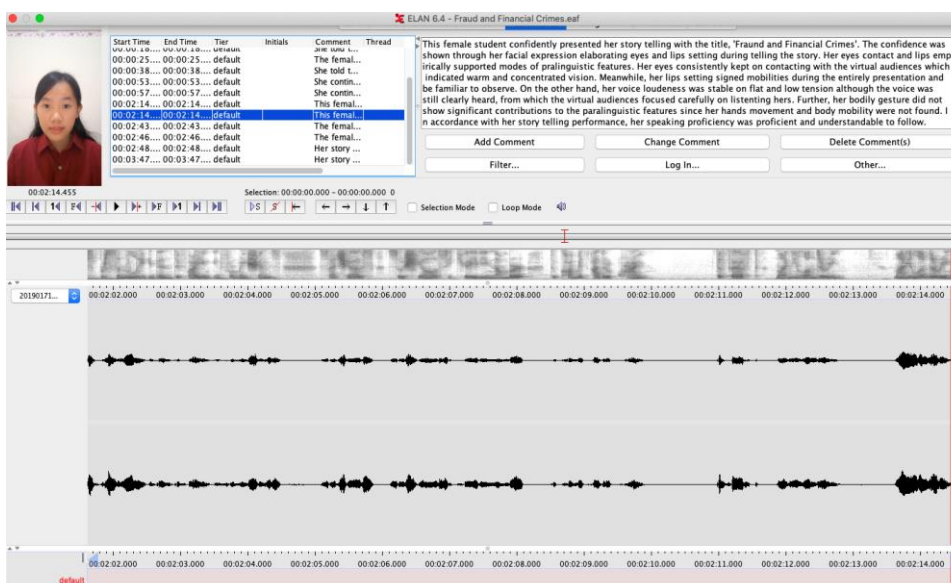 ELAN 6.4 - Fraud and Financial Crimes.eaf
Start Time End Time Tier Initials Comment Thread
00:00:18.... 00:00:18.... default She told t...
00:00:25.... 00:00:25.... default The femal...
00:00:38.... 00:00:38.... default She told t...
00:00:53.... 00:00:53.... default She contin...
00:00:57.... 00:00:57.... default She contin...
00:02:14.... 00:02:14.... default This femal...
00:02:14.... 00:02:14.... default This femal...
00:02:43.... 00:02:43.... default The femal...
00:02:46.... 00:02:46.... default The femal...
00:02:48.... 00:02:48.... default Her story ...
00:03:47.... 00:03:47.... default Her story ...
This female student confidently presented her story telling with the title, 'Fraund and Financial Crimes'. The confidence was
shown through her facial expression elaborating eyes and lips setting during telling the story. Her eyes contact and lips emp
irically supported modes of pralinguistic features. Her eyes consistently kept on contacting with the virtual audiences which
indicated warm and concentrated vision. Meanwhile, her lips setting signed mobilities during the entirely presentation and
be familiar to observe. On the other hand, her voice loudeness was stable on flat and low tension although the voice was
still clearly heard, from which the virtual audiences focused carefully on listenting hers. Further, her bodily gesture did not
show significant contributions to the paralinguistic features since her hands movement and body mobility were not found. I
n accordance with her story telling performance, her speaking proficiency was proficient and understandable to follow.
Add Comment Change Comment Delete Comment(s)
Filter... Log In... Other...
00:02:14.455
Selection: 00:00:00.000 - 00:00:00.000 0
Selection Mode Loop Mode
20190171...
00:02:02.000 00:02:03.000 00:02:04.000 00:02:05.000 00:02:06.000 00:02:07.000 00:02:08.000 00:02:09.000 00:02:10.000 00:02:11.000 00:02:12.000 00:02:13.000 00:02:14.000
00:02:02.000 00:02:03.000 00:02:04.000 00:02:05.000 00:02:06.000 00:02:07.000 00:02:08.000 00:02:09.000 00:02:10.000 00:02:11.000 00:02:12.000 00:02:13.000 00:02:14.000
default